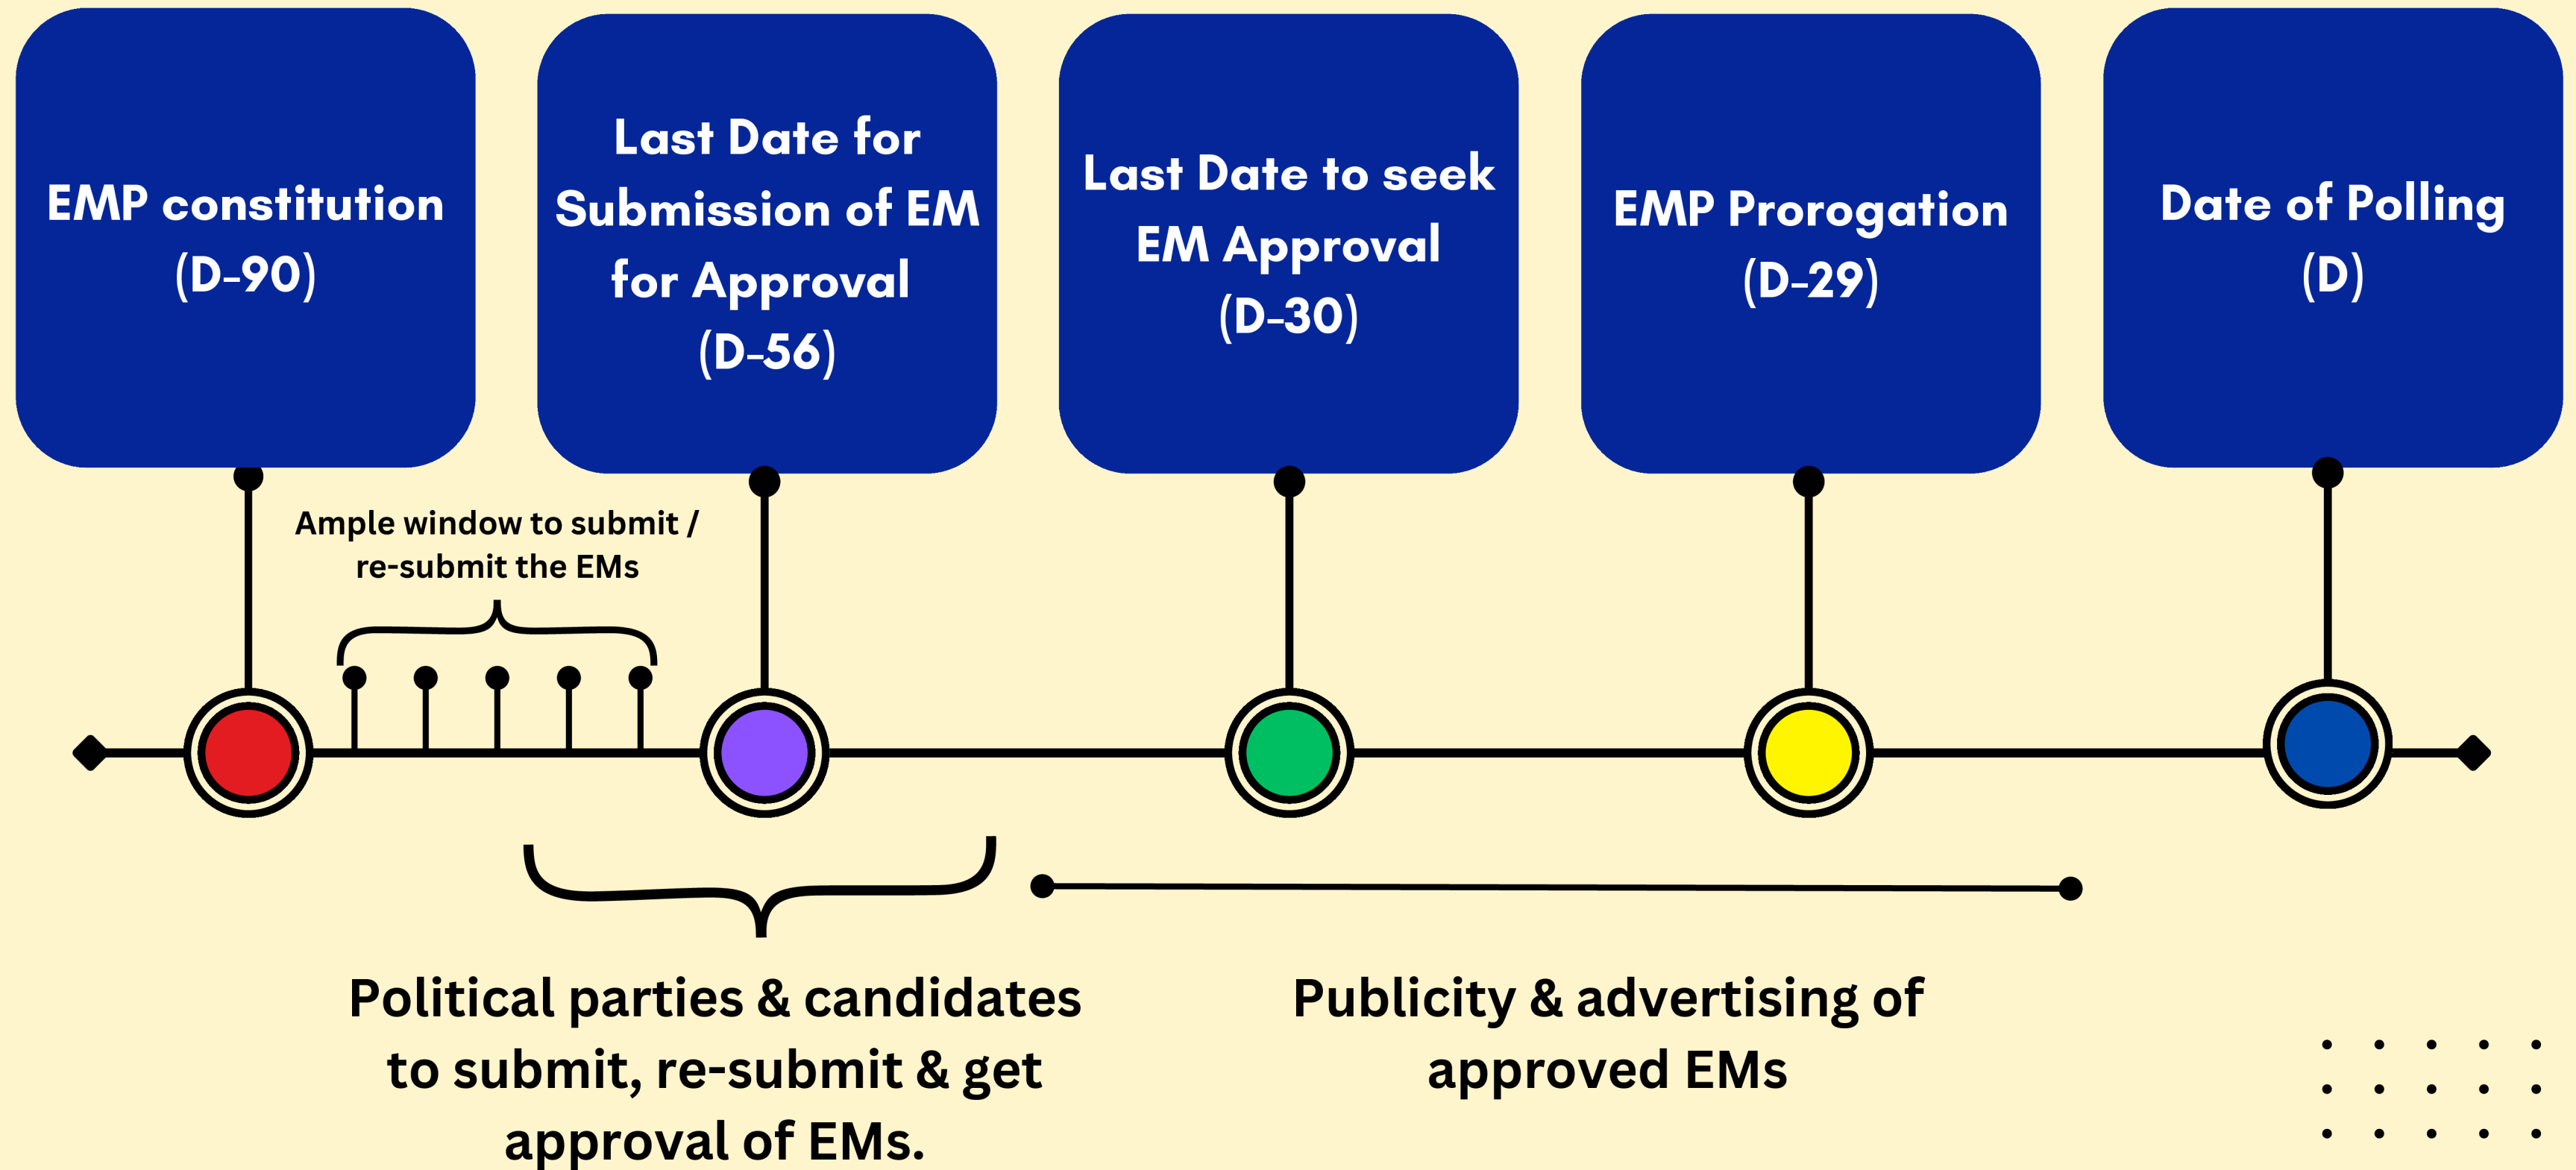 EMP constitution
(D-90)
Last Date for
Submission of EM
for Approval
(D-56)
Last Date to seek
EM Approval
(D-30)
EMP Prorogation
(D-29)
Date of Polling
(D)
Ample window to submit /
re-submit the EMs
Political parties & candidates
to submit, re-submit & get
approval of EMs.
Publicity & advertising of
approved EMs